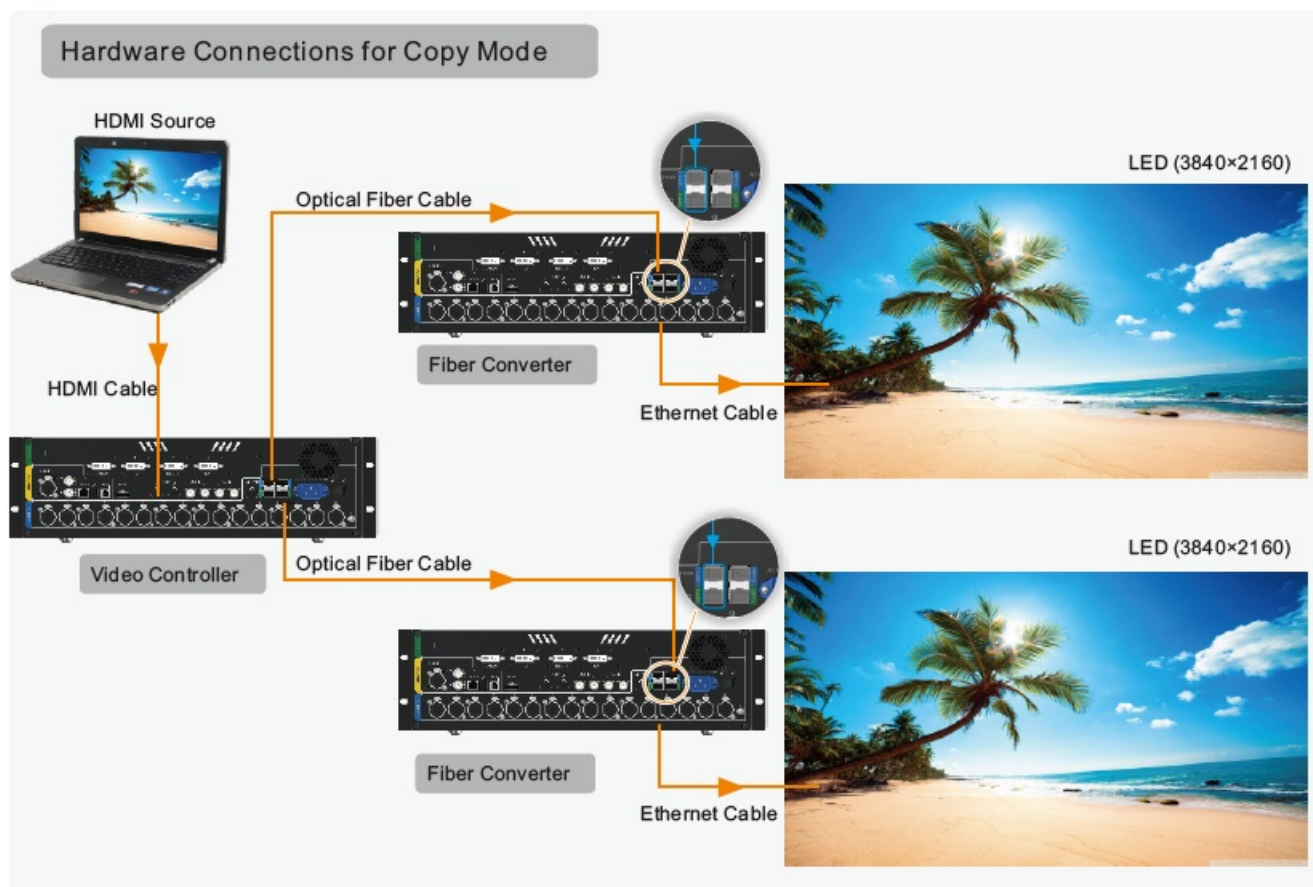 Hardware Connections for Copy Mode
HDMI Source
LED (3840×2160)
Optical Fiber Cable
Fiber Converter
HDMI Cable
Ethernet Cable
LED (3840×2160)
Optical Fiber Cable
Video Controller
Fiber Converter
Ethernet Cable